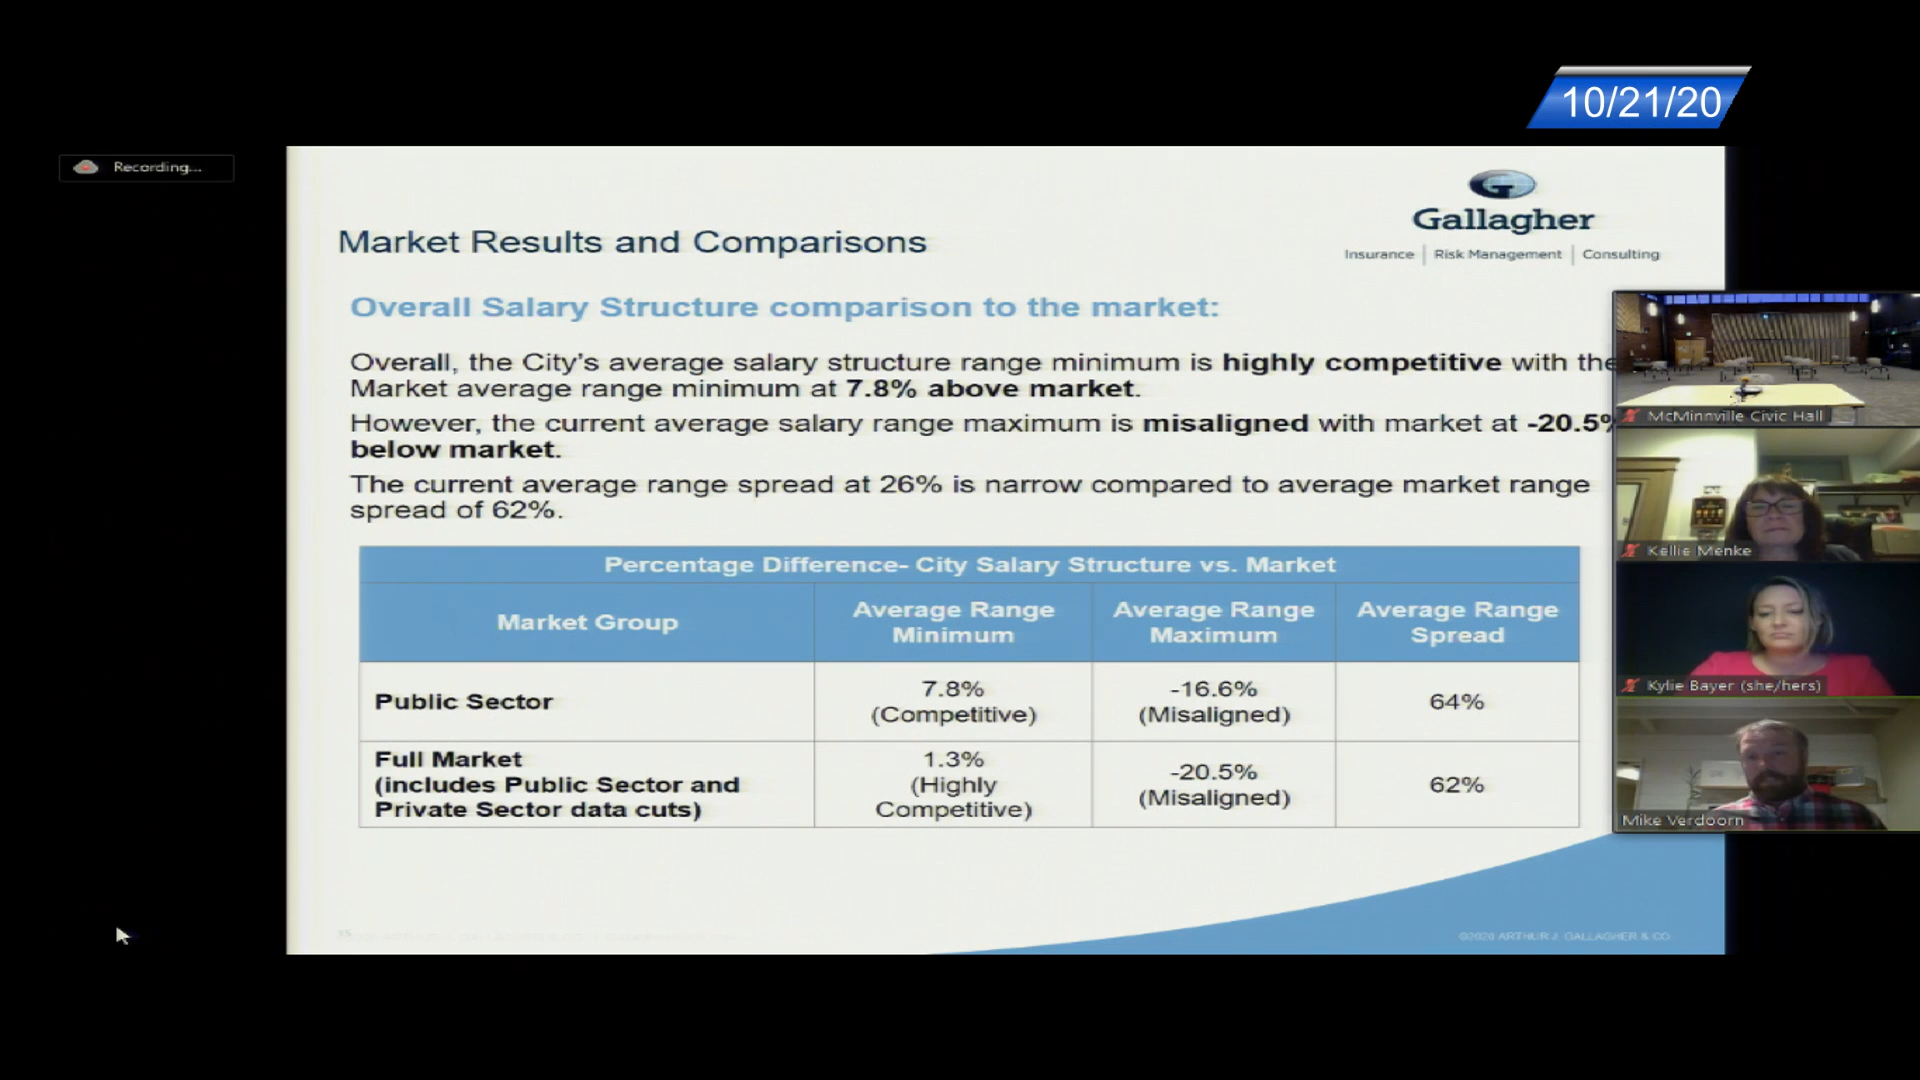 10/21/20
Recording...
Gallagher
Insurance | Risk Management | Consulting
Market Results and Comparisons
Overall Salary Structure comparison to the market:
Overall, the City's average salary structure range minimum is highly competitive with the
Market average range minimum at 7.8% above market.
However, the current average salary range maximum is misaligned with market at -20.5%
below market.
The current average range spread at 26% is narrow compared to average market range
spread of 62%.
Percentage Difference- City Salary Structure vs. Market
Market Group
Average Range
Minimum
Average Range
Maximum
Average Range
Spread
Public Sector
7.8%
(Competitive)
-16.6%
(Misaligned)
64%
Full Market
(includes Public Sector and
Private Sector data cuts)
1.3%
(Highly
Competitive)
-20.5%
(Misaligned)
62%
McMinnville Civic Hall
Kellie Menke
Kylie Bayer (she/hers)
Mike Verdoorn
©2020 ARTHUR J. GALLAGHER & CO